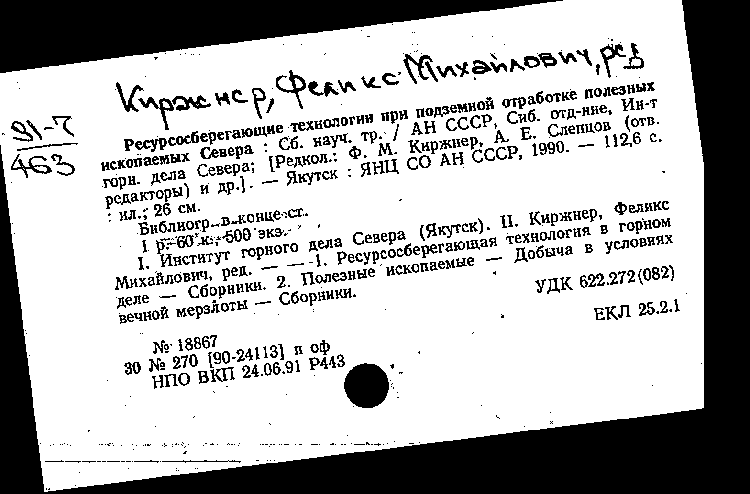 Киржнер, Феликс Михайлович, ред
91-7
463
Ресурсосберегающие технологии при подземной отработке полезных
ископаемых Севера : Сб. науч. тр. / АН СССР, Сиб. отд-ние, Ин-т
горн. дела Севера; [Редкол.: Ф. М. Киржнер, А. Е. Слепцов (отв.
редакторы) и др.]. — Якутск : ЯНЦ СО АН СССР, 1990. — 112,6 с.
: ил.; 26 см.
Библиогр. в конце ст.
1 р. 60 к., 500 экз.
I. Институт горного дела Севера (Якутск). II. Киржнер, Феликс
Михайлович, ред. — — 1. Ресурсосберегающая технология в горном
деле — Сборники. 2. Полезные ископаемые — Добыча в условиях
вечной мерзлоты — Сборники.
УДК 622.272(082)
ЕКЛ 25.2.1
№ 18867
30 № 270 [90-24113] п оф
НПО ВКП 24.06.91 Р443